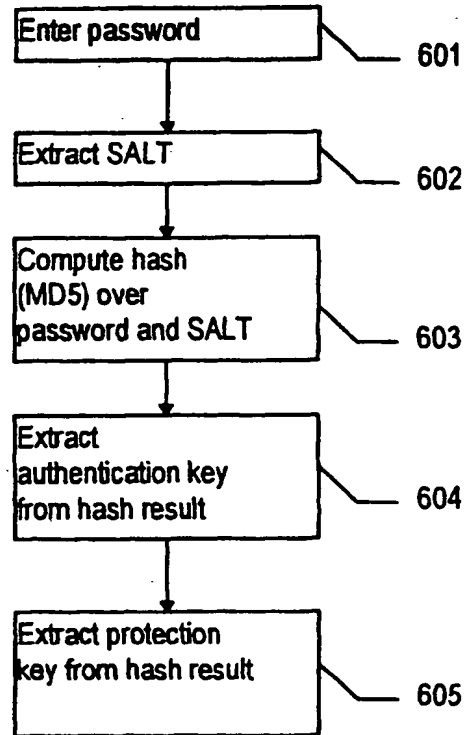 Enter password
601
Extract SALT
602
Compute hash
(MD5) over
password and SALT
603
Extract
authentication key
from hash result
604
Extract protection
key from hash result
605